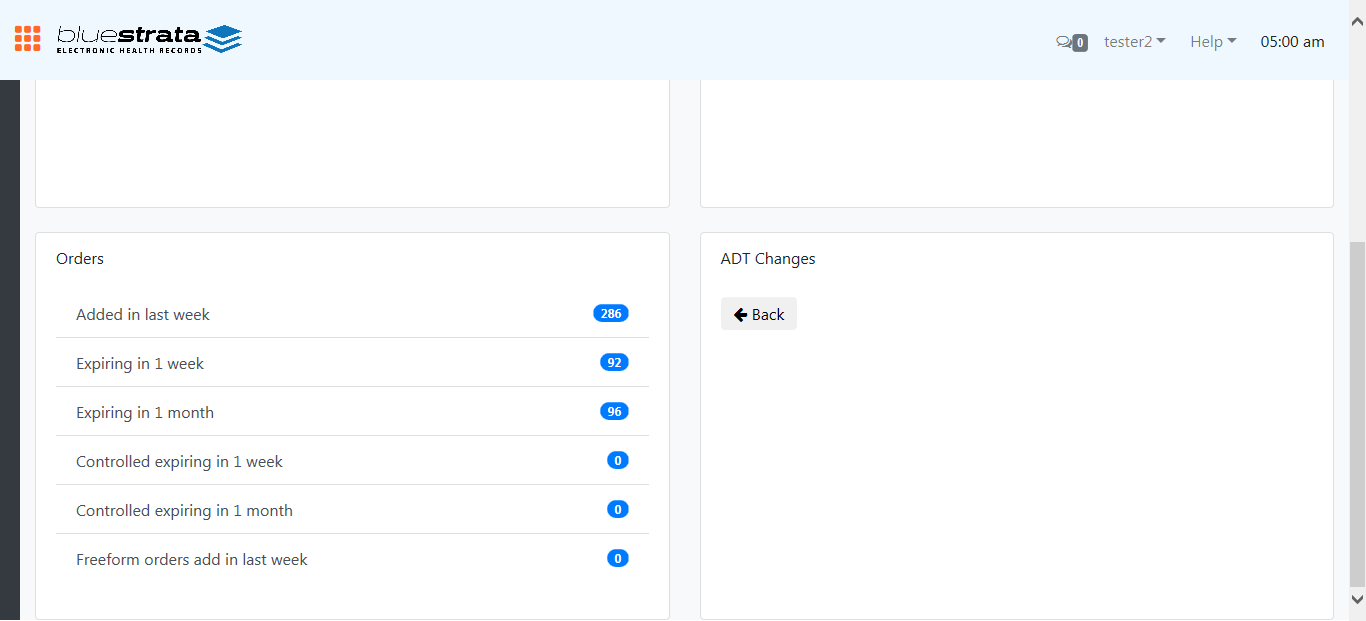 bluestrata
ELECTRONIC HEALTH RECORDS
0
tester2
Help
05:00 am
Orders
Added in last week 286
Expiring in 1 week 92
Expiring in 1 month 96
Controlled expiring in 1 week 0
Controlled expiring in 1 month 0
Freeform orders add in last week 0
ADT Changes
Back